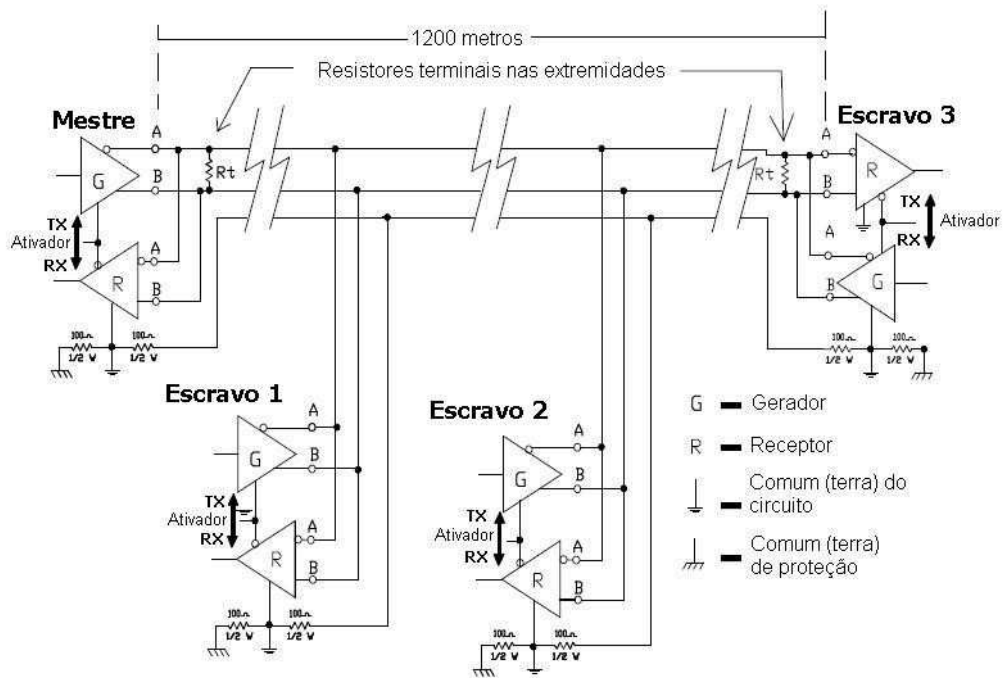 1200 metros
Resistores terminais nas extremidades
Mestre
A
G
B
Rt
TX
Ativador
RX
A
R
B
100Ω
1/2 W
100Ω
1/2 W
Escravo 3
A
R
Rt
B
TX
Ativador
RX
A
B
G
100Ω
1/2 W
100Ω
1/2 W
Escravo 1
A
G
B
TX
Ativador
RX
A
R
B
100Ω
1/2 W
100Ω
1/2 W
Escravo 2
A
G
B
TX
Ativador
RX
A
R
B
100Ω
1/2 W
100Ω
1/2 W
G Gerador
R Receptor
Comum (terra) do
circuito
Comum (terra)
de proteção